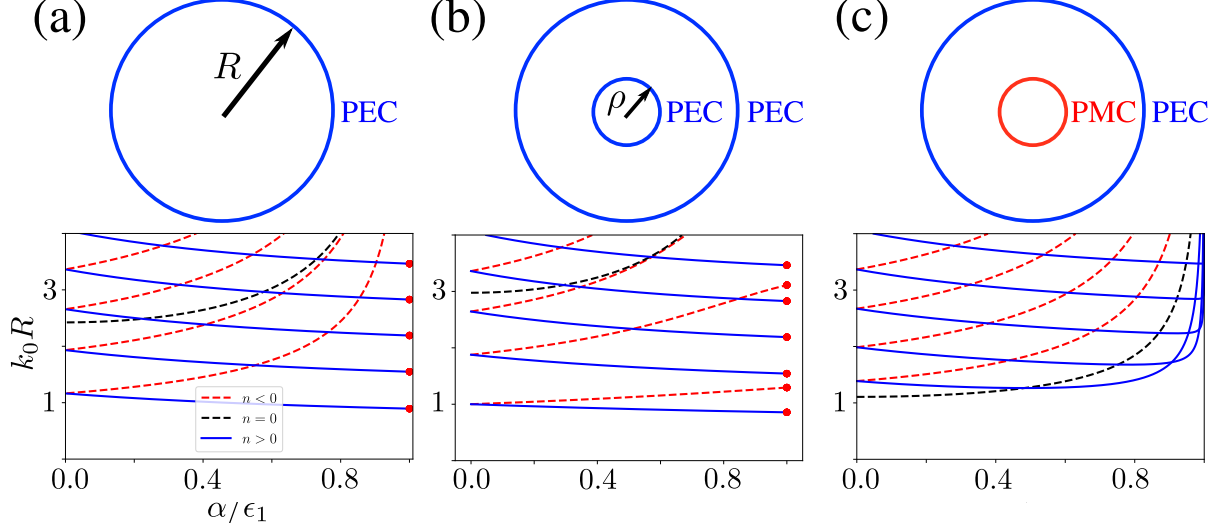 (a)
(b)
(c)
R
PEC
ρ
PEC
PEC
PMC
PEC
k₀R
3
1
n < 0
n = 0
n > 0
0.0
0.4
0.8
α/ϵ₁
3
1
0.0
0.4
0.8
3
1
0.0
0.4
0.8